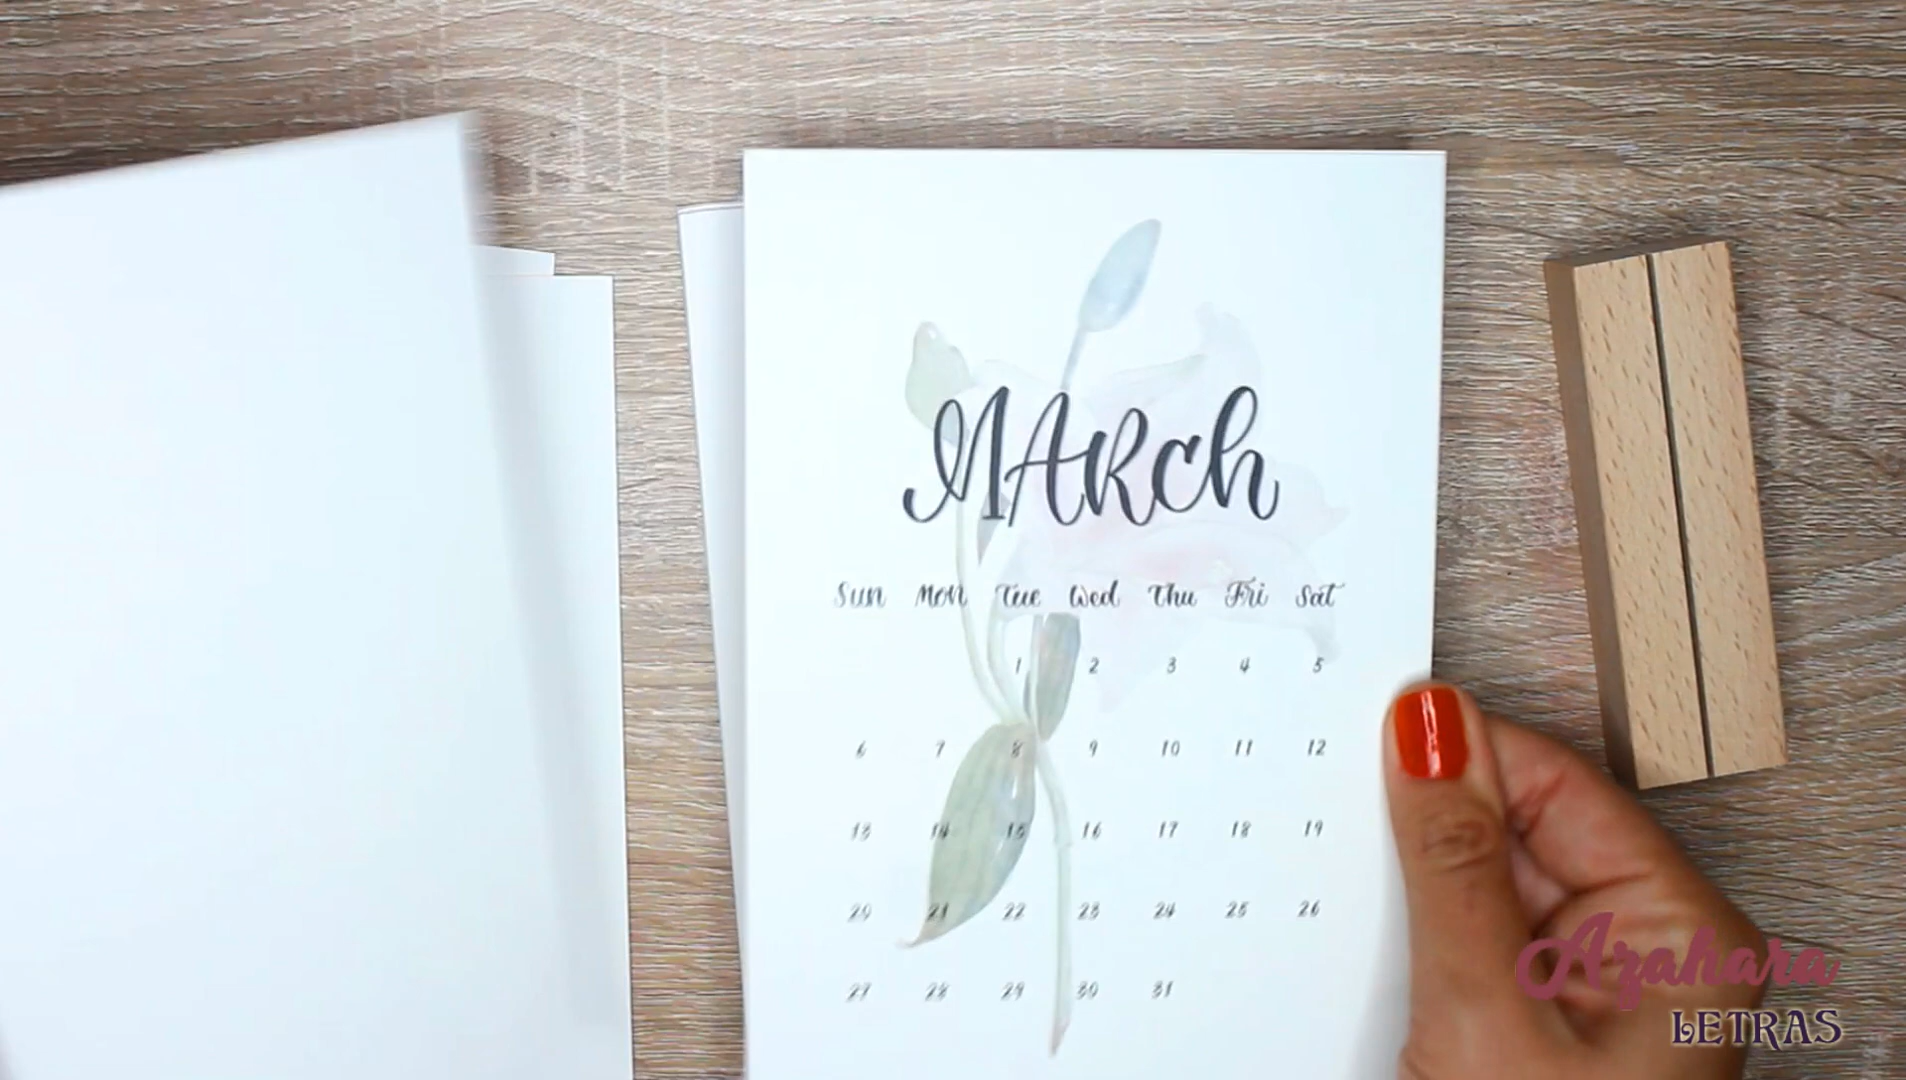 MARch
Sun Mon Tue Wed Thu Fri Sat
1 2 3 4 5
6 7 8 9 10 11 12
13 14 15 16 17 18 19
20 21 22 23 24 25 26
27 28 29 30 31
Azahara
LETRAS